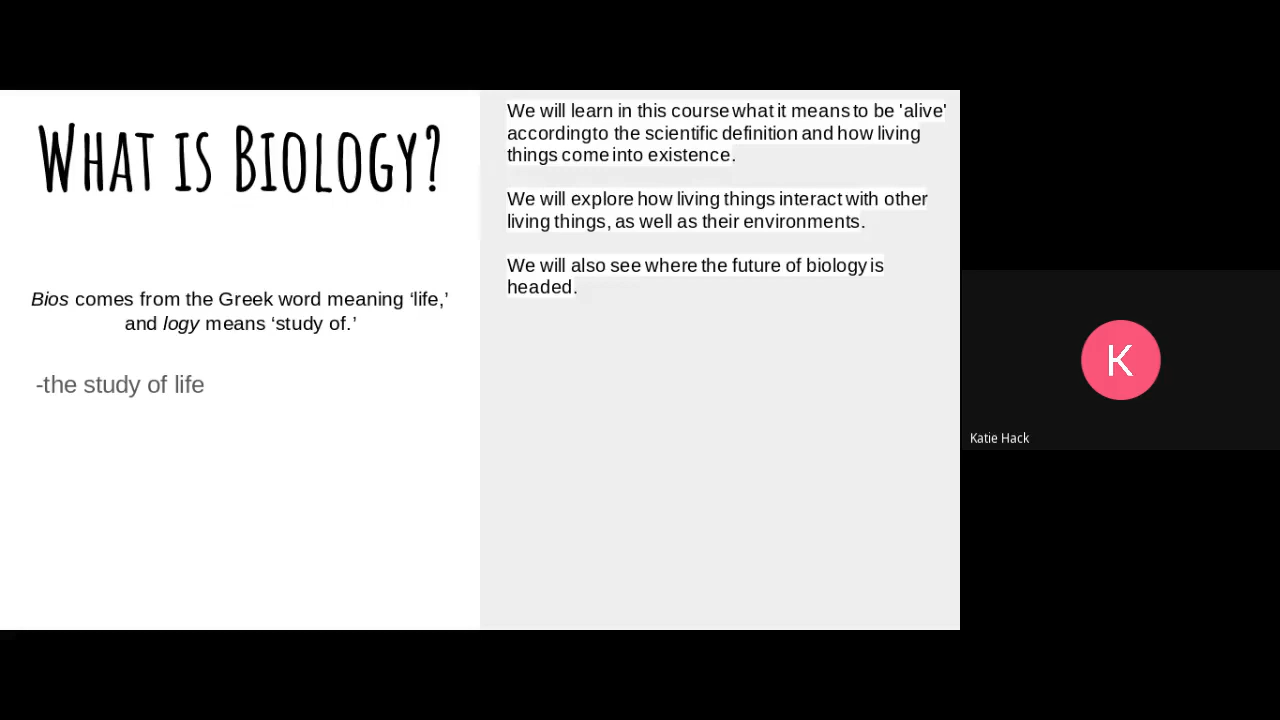 WHAT IS BIOLOGY?
Bios comes from the Greek word meaning ‘life,’
and logy means ‘study of.’
-the study of life
We will learn in this course what it means to be 'alive'
according to the scientific definition and how living
things come into existence.
We will explore how living things interact with other
living things, as well as their environments.
We will also see where the future of biology is
headed.
K
Katie Hack